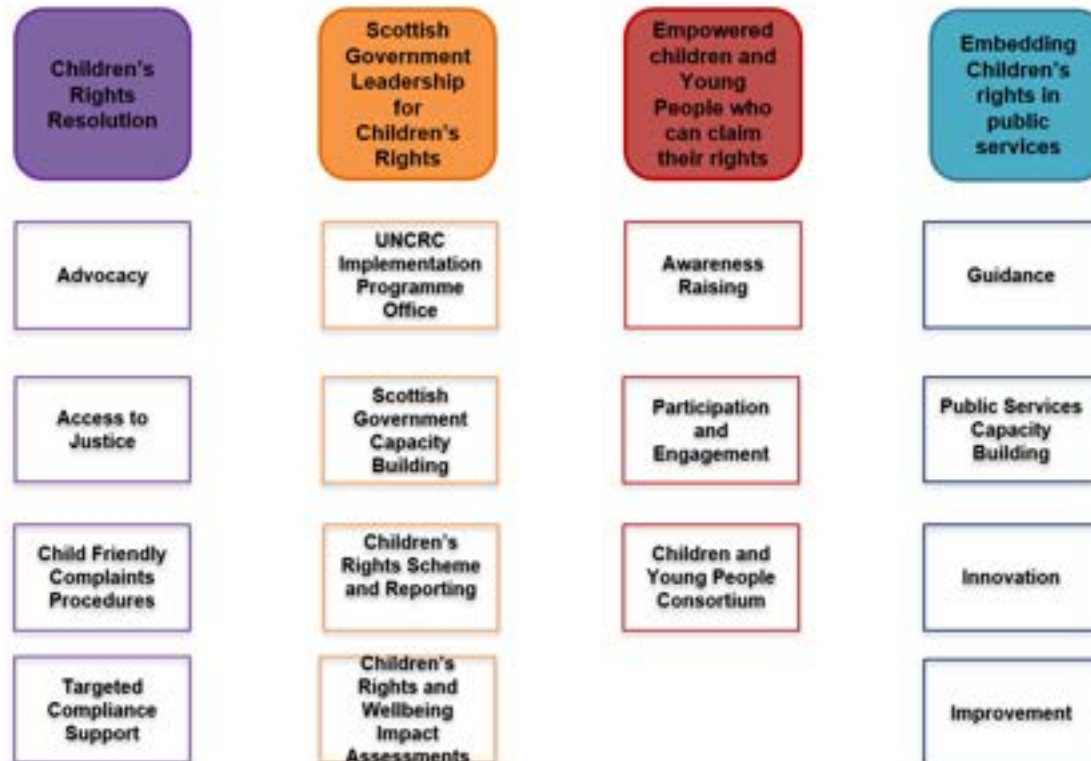 Children's
Rights
Resolution
Scottish
Government
Leadership
for
Children's
Rights
Empowered
children and
Young
People who
can claim
their rights
Embedding
Children's
rights in
public
services
Advocacy
UNCRC
Implementation
Programme
Office
Awareness
Raising
Guidance
Access to
Justice
Scottish
Government
Capacity
Building
Participation
and
Engagement
Public Services
Capacity
Building
Child Friendly
Complaints
Procedures
Children's
Rights Scheme
and Reporting
Children and
Young People
Consortium
Innovation
Targeted
Compliance
Support
Children's
Rights and
Wellbeing
Impact
Assessments
Improvement